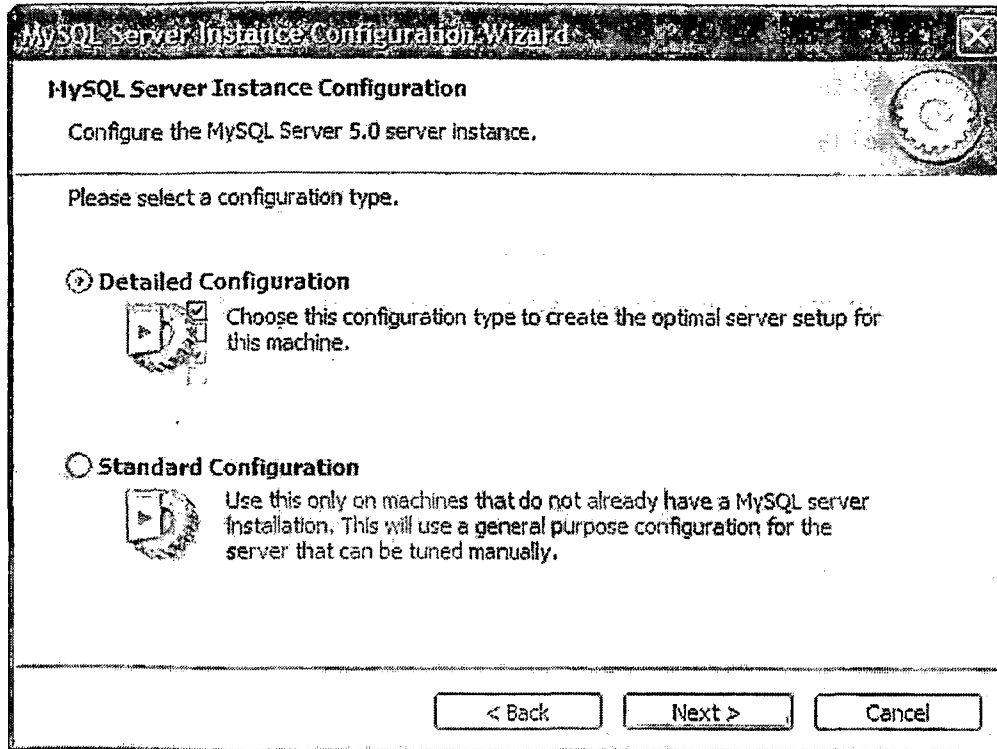 MySQL Server Instance Configuration Wizard
MySQL Server Instance Configuration
Configure the MySQL Server 5.0 server instance.
Please select a configuration type.
Detailed Configuration
Choose this configuration type to create the optimal server setup for
this machine.
Standard Configuration
Use this only on machines that do not already have a MySQL server
installation. This will use a general purpose configuration for the
server that can be tuned manually.
< Back
Next >
Cancel